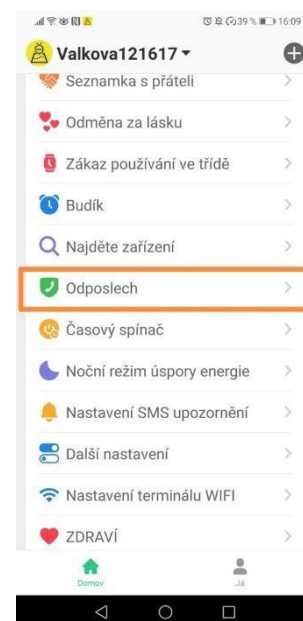 39 % 16:09
Valkova121617
Seznamka s přáteli
Odměna za lásku
Zákaz používání ve třídě
Budík
Najděte zařízení
Odposlech
Časový spínač
Noční režim úspory energie
Nastavení SMS upozornění
Další nastavení
Nastavení terminálu WIFI
ZDRAVÍ
Domov
Já